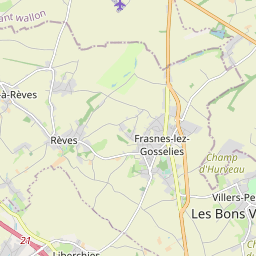 ant wallon
-à-Rèves
Rèves
Frasnes-lez-
Gosselies
Champ
d'Hurveau
Villers-Pe
Les Bons V
21
Liberchies